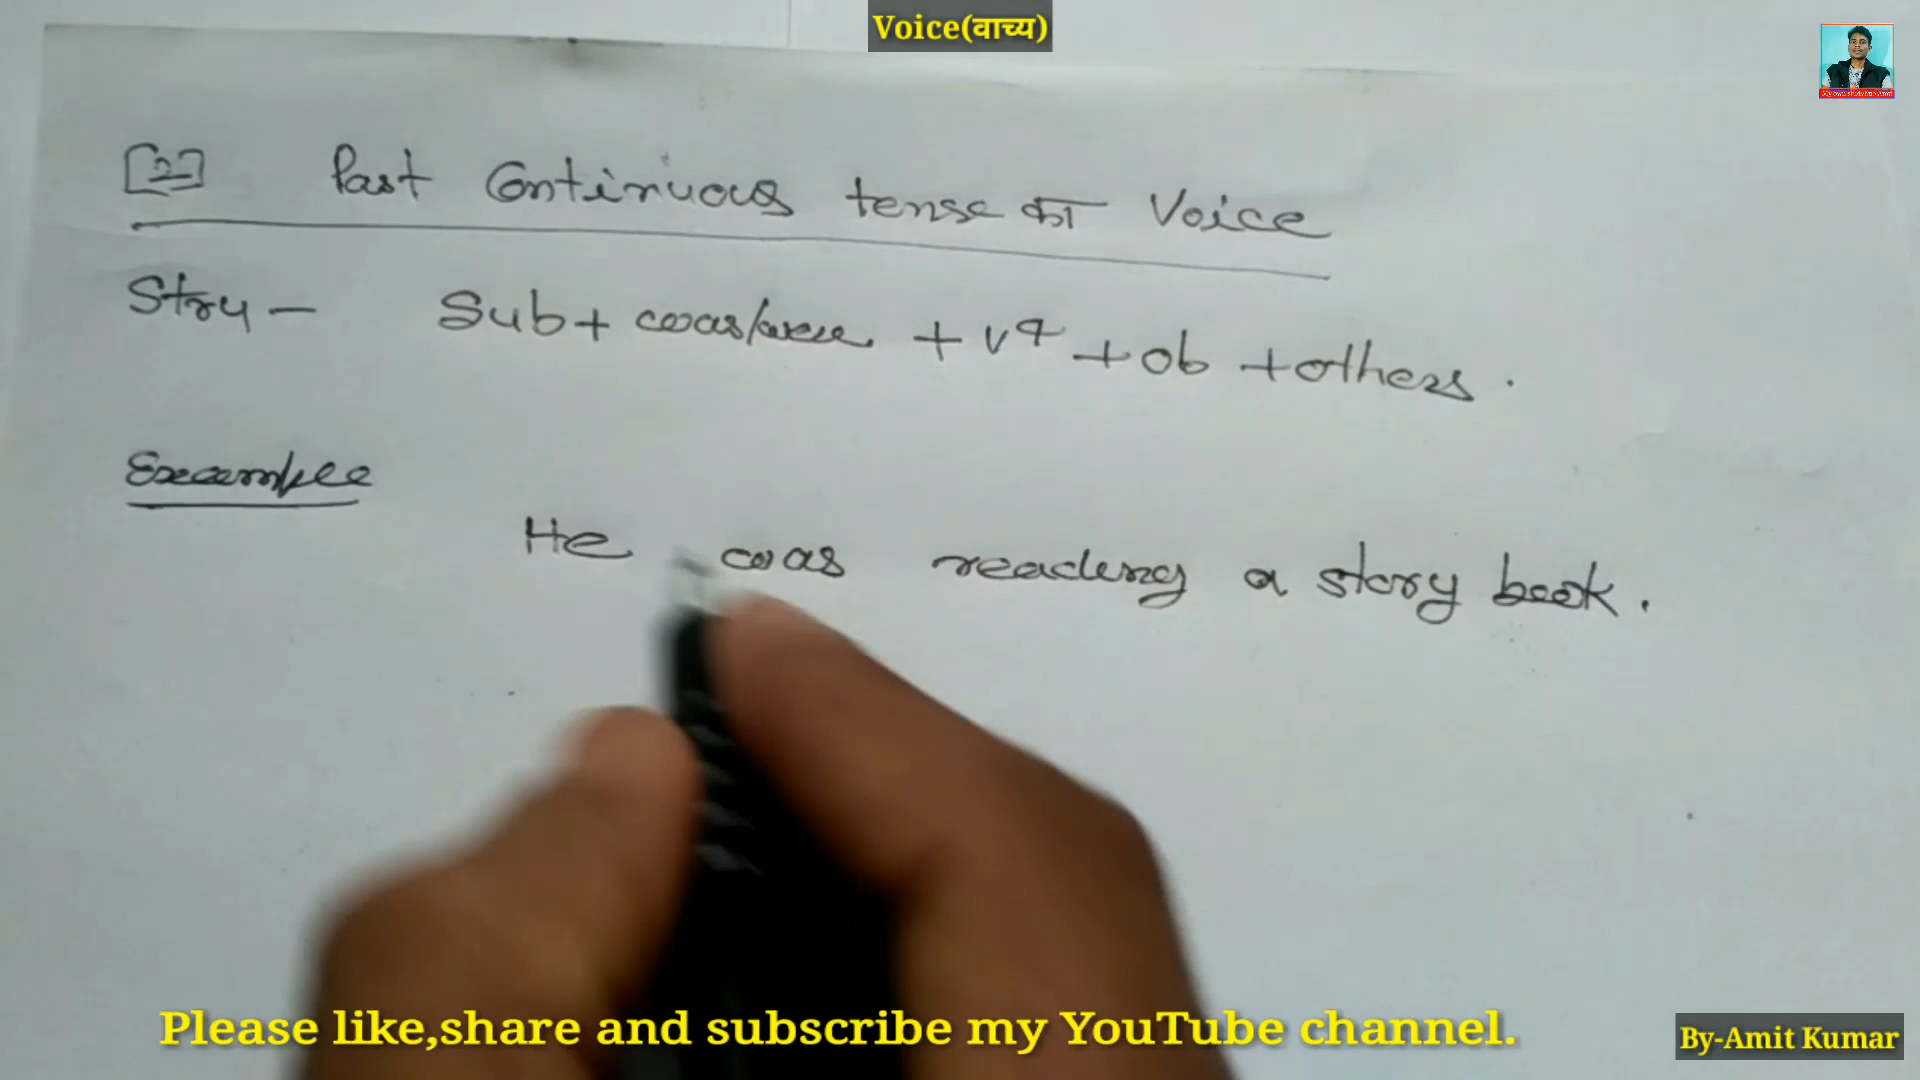 Voice(वाच्य)
[2] Past Continuous tense का Voice
Stru - Sub + was/were + v4 + ob + others.
Example
He was reading a story book.
Please like,share and subscribe my YouTube channel.
By-Amit Kumar